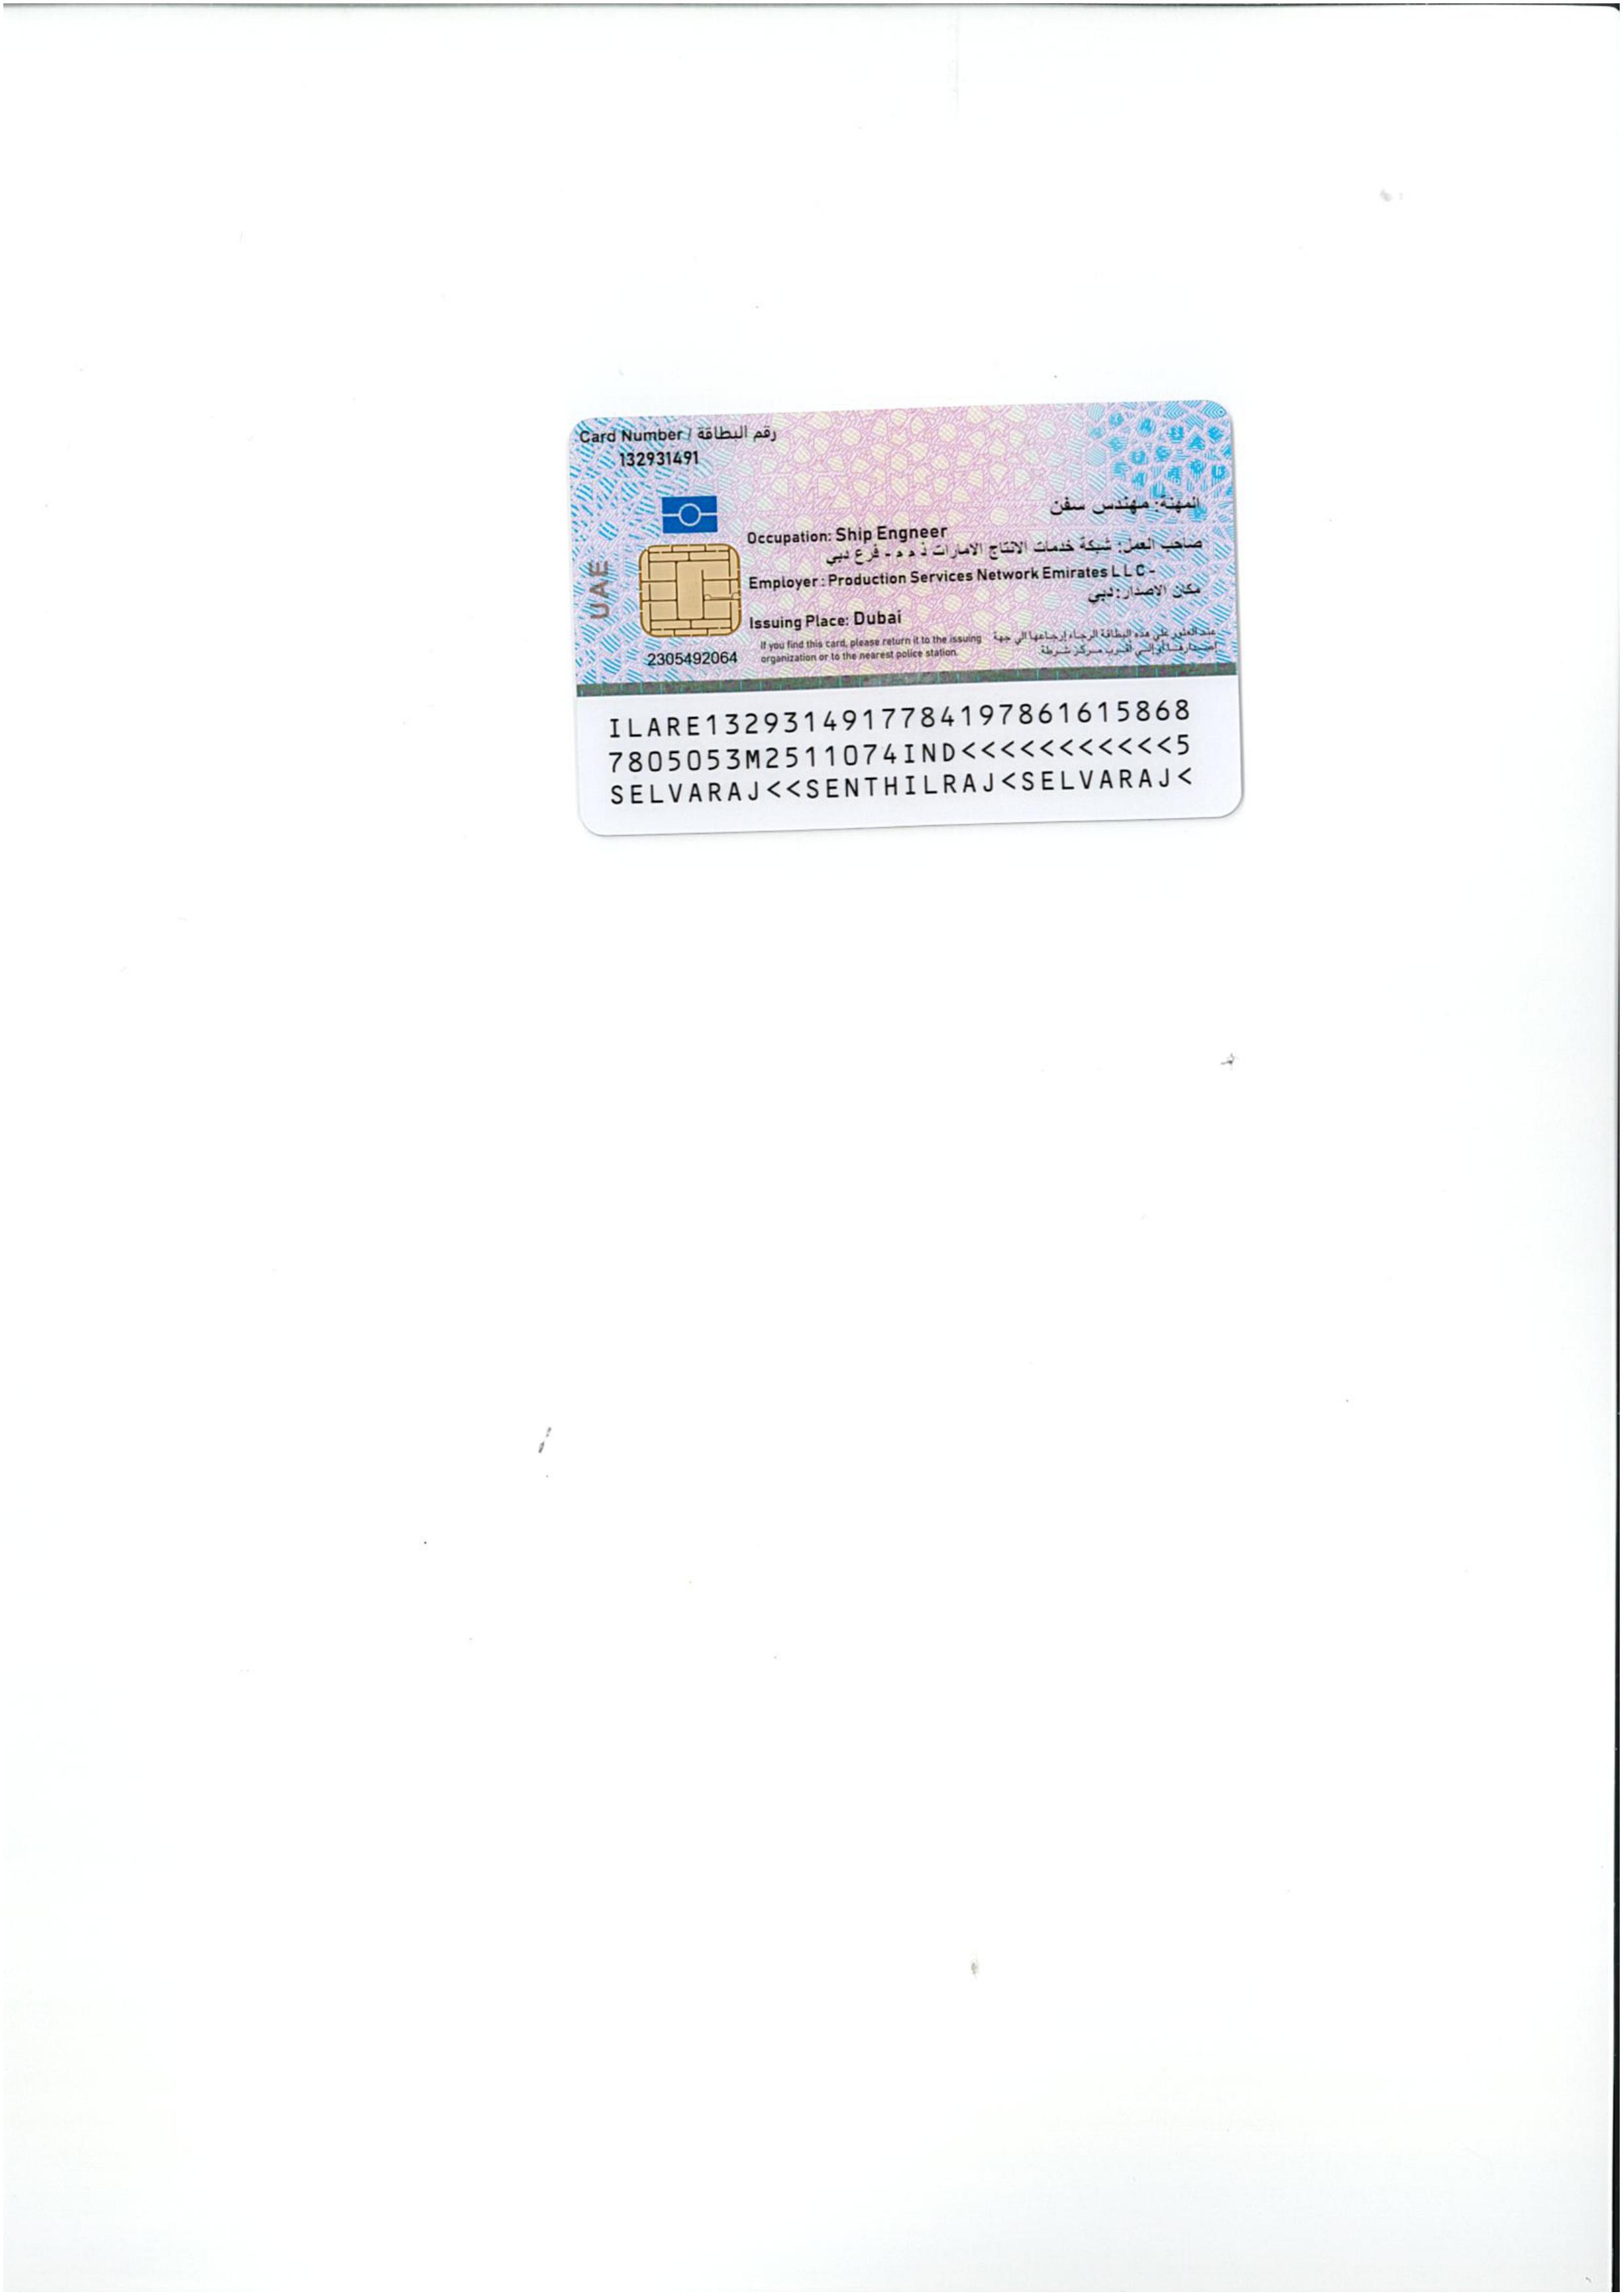 Card Number / رقم البطاقة
132931491
المهنة: مهندس سفن
Occupation: Ship Engneer
صاحب العمل: شبكة خدمات الانتاج الامارات ذ م م - فرع دبي
Employer : Production Services Network Emirates L L C -
مكان الاصدار: دبي
Issuing Place: Dubai
UAE
If you find this card, please return it to the issuing
organization or to the nearest police station.
عند العثور على هذه البطاقة الرجاء إرجاعها الى جهة
إصدارها أو إلى أقرب مركز شرطة
2305492064
ILARE1329314917784197861615868
7805053M2511074IND<<<<<<<<<<<5
SELVARAJ<<SENTHILRAJ<SELVARAJ<